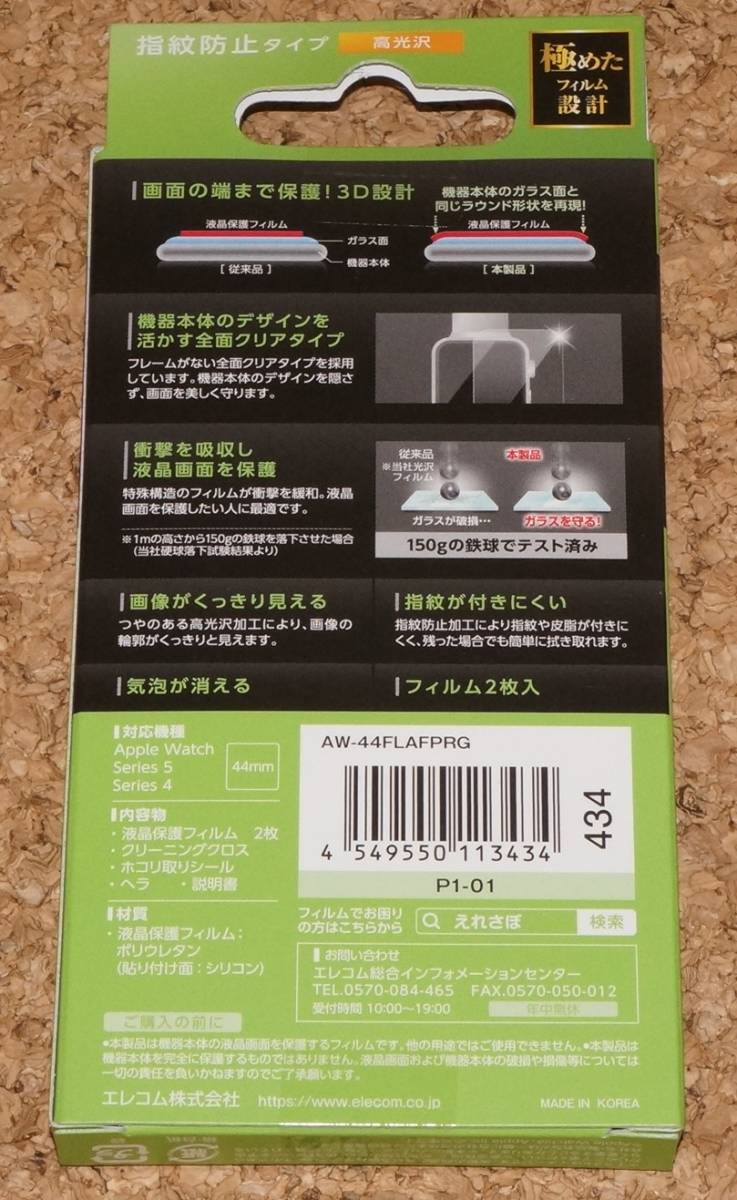 指紋防止タイプ 高光沢
極めた
フィルム
設計
画面の端まで保護!3D設計
機器本体のガラス面と
同じラウンド形状を再現!
液晶保護フィルム
ガラス面
機器本体
[従来品]
液晶保護フィルム
[本製品]
機器本体のデザインを
活かす全面クリアタイプ
フレームがない全面クリアタイプを採用
しています。機器本体のデザインを隠さ
ず、画面を美しく守ります。
衝撃を吸収し
液晶画面を保護
特殊構造のフィルムが衝撃を緩和。液晶
画面を保護したい人に最適です。
※1mの高さから150gの鉄球を落下させた場合
(当社硬球落下試験結果より)
従来品
※当社光沢
フィルム
本製品
ガラスが破損…
ガラスを守る!
150gの鉄球でテスト済み
画像がくっきり見える
つやのある高光沢加工により、画像の
輪郭がくっきりと見えます。
指紋が付きにくい
指紋防止加工により指紋や皮脂が付きに
くく、残った場合でも簡単に拭き取れます。
気泡が消える
フィルム2枚入
対応機種
Apple Watch
Series 5
Series 4
44mm
内容物
・液晶保護フィルム 2枚
・クリーニングクロス
・ホコリ取りシール
・ヘラ ・説明書
材質
・液晶保護フィルム:
ポリウレタン
(貼り付け面:シリコン)
AW-44FLAFPRG
4 549550 113434
434
P1-01
フィルムでお困り
の方はこちらから
えれさぽ 検索
お問い合わせ
エレコム総合インフォメーションセンター
TEL.0570-084-465 FAX.0570-050-012
受付時間 10:00〜19:00 年中無休
ご購入の前に
●本製品は機器本体の液晶画面を保護するフィルムです。他の用途ではご使用できません。●本製品は
機器本体を完全に保護するものではありません。液晶画面および機器本体の破損や損傷等については
一切の責任を負いかねますのでご了承願います。
エレコム株式会社 https://www.elecom.co.jp MADE IN KOREA